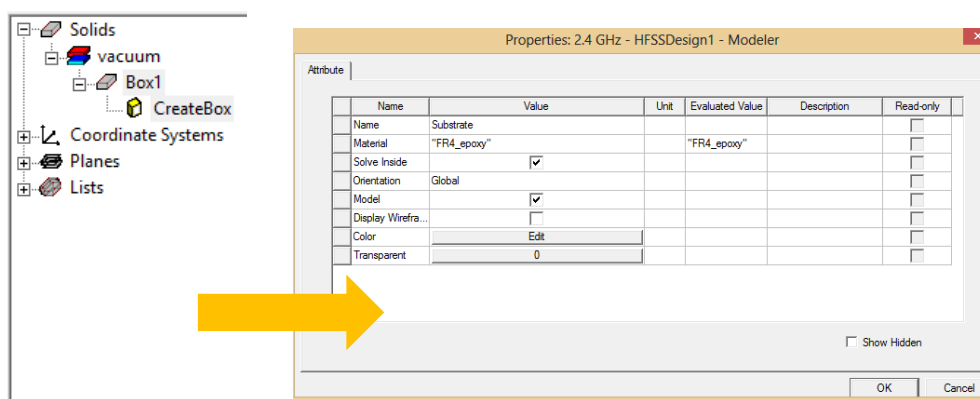 Solids
vacuum
Box1
CreateBox
Coordinate Systems
Planes
Lists
Properties: 2.4 GHz - HFSSDesign1 - Modeler
Attribute
Name Value Unit Evaluated Value Description Read-only
Name Substrate
Material "FR4_epoxy" "FR4_epoxy"
Solve Inside
Orientation Global
Model
Display Wirefra...
Color Edit
Transparent 0
Show Hidden
OK Cancel